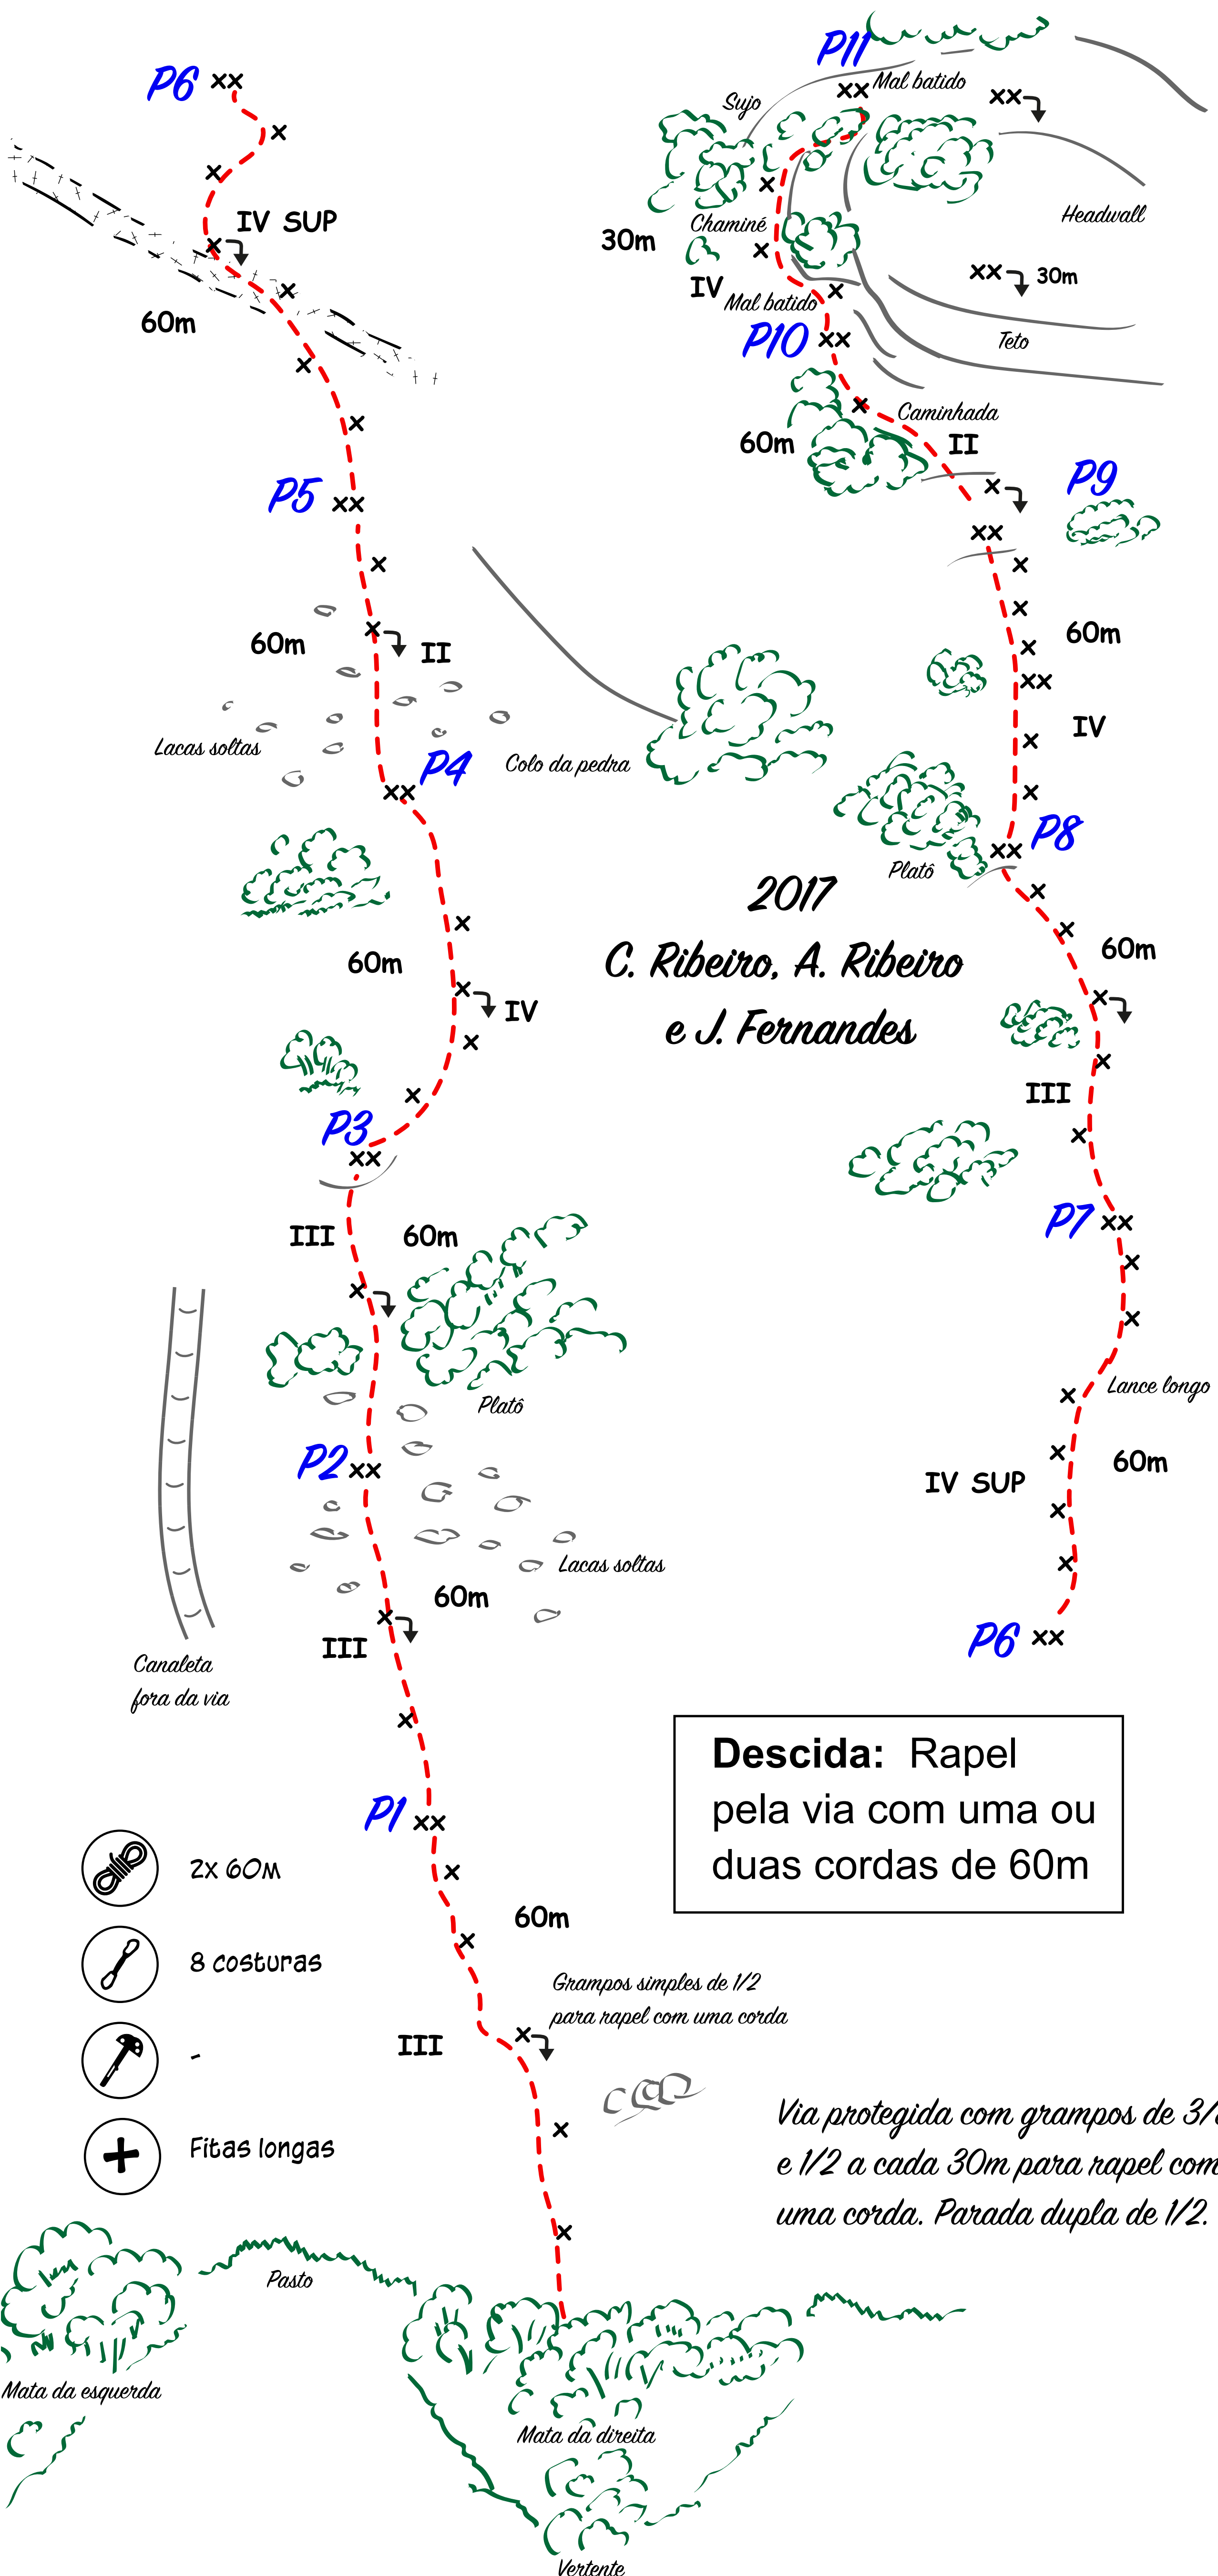 P11
Mal batido
P6
Sujo
IV SUP
Chaminé
Headwall
30m
IV
30m
Mal batido
60m
P10
Teto
Caminhada
60m
II
P9
P5
60m
60m
II
IV
Lacas soltas
P4
Colo da pedra
P8
Platô
2017
60m
60m
C. Ribeiro, A. Ribeiro
IV
e J. Fernandes
III
P3
P7
III
60m
Lance longo
Platô
P2
60m
IV SUP
Lacas soltas
60m
P6
III
Canaleta
fora da via
Descida: Rapel
pela via com uma ou
duas cordas de 60m
P1
2x 60m
60m
8 costuras
Grampos simples de 1/2
para rapel com uma corda
III
-
Fitas longas
Via protegida com grampos de 3/
e 1/2 a cada 30m para rapel com
uma corda. Parada dupla de 1/2.
Pasto
Mata da esquerda
Mata da direita
Vertente